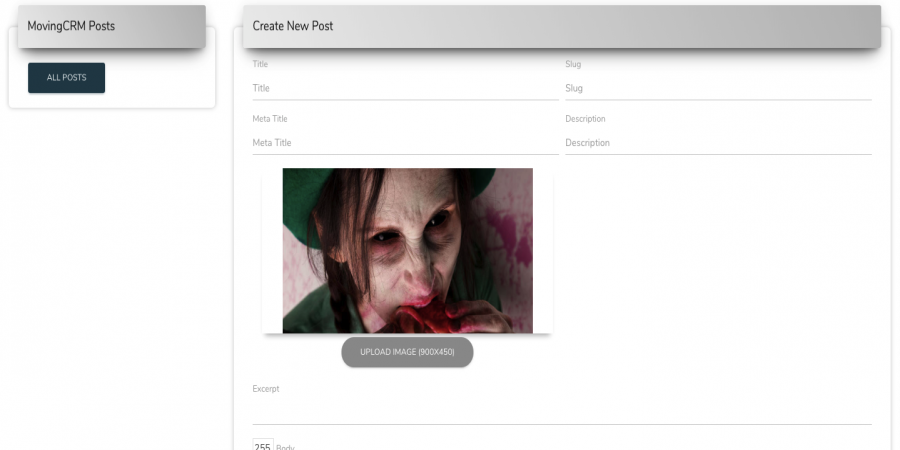 MovingCRM Posts
ALL POSTS
Create New Post
Title
Slug
Title
Slug
Meta Title
Description
Meta Title
Description
UPLOAD IMAGE (900X450)
Excerpt
255
Body